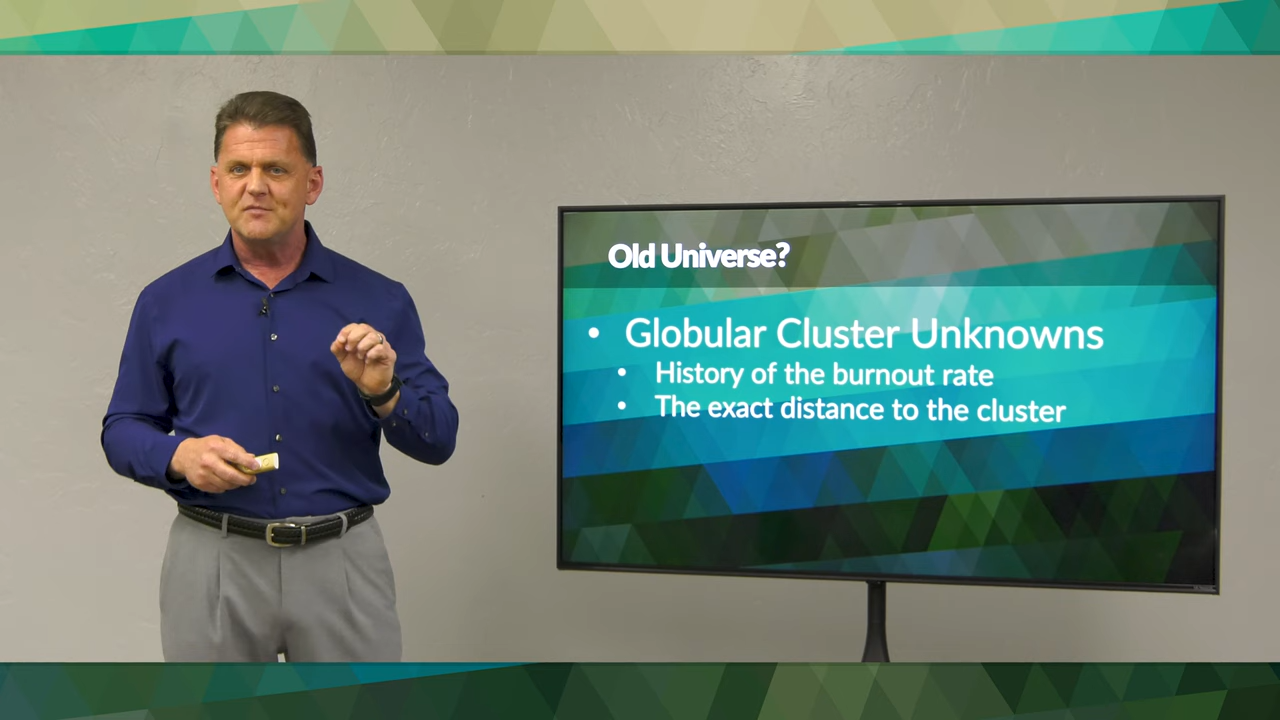 Old Universe?
• Globular Cluster Unknowns
• History of the burnout rate
• The exact distance to the cluster